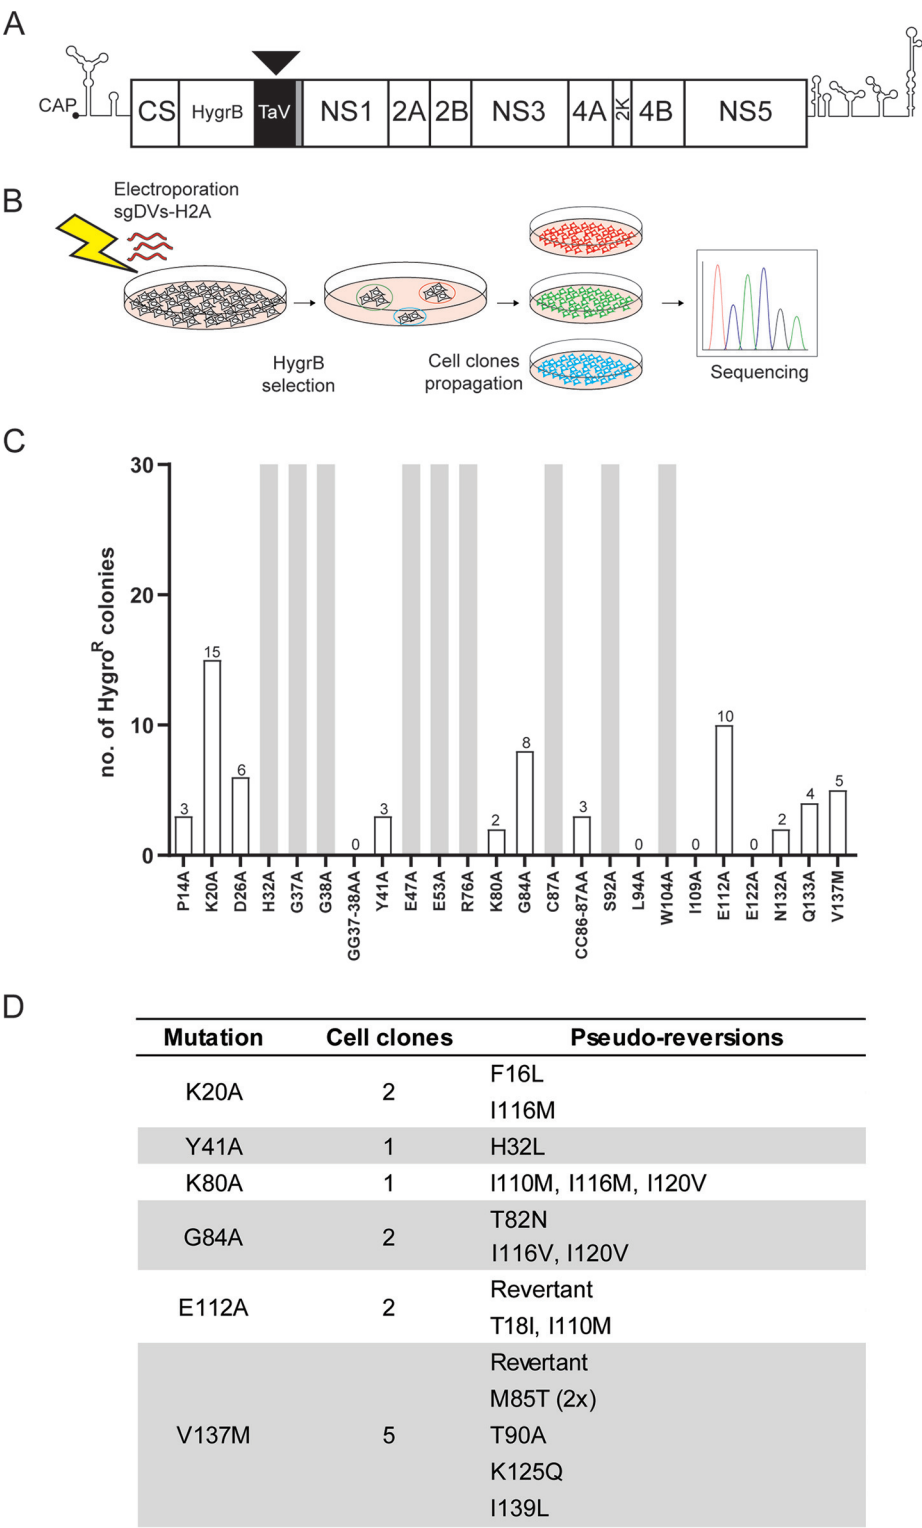 A
CAP
CS HygrB TaV NS1 2A 2B NS3 4A 2K 4B NS5
B
Electroporation
sgDVs-H2A
HygrB
selection
Cell clones
propagation
Sequencing
C
no. of Hygro^R colonies
30
20
10
0
3 15 6 0 3 2 8 3 0 0 10 0 2 4 5
P14A K20A D26A H32A G37A G38A GG37-38AA Y41A E47A E53A R76A K80A G84A C87A CC86-87AA S92A L94A W104A I109A E112A E122A N132A Q133A V137M
D
Mutation Cell clones Pseudo-reversions
K20A 2 F16L
I116M
Y41A 1 H32L
K80A 1 I110M, I116M, I120V
G84A 2 T82N
I116V, I120V
E112A 2 Revertant
T18I, I110M
V137M 5 Revertant
M85T (2x)
T90A
K125Q
I139L